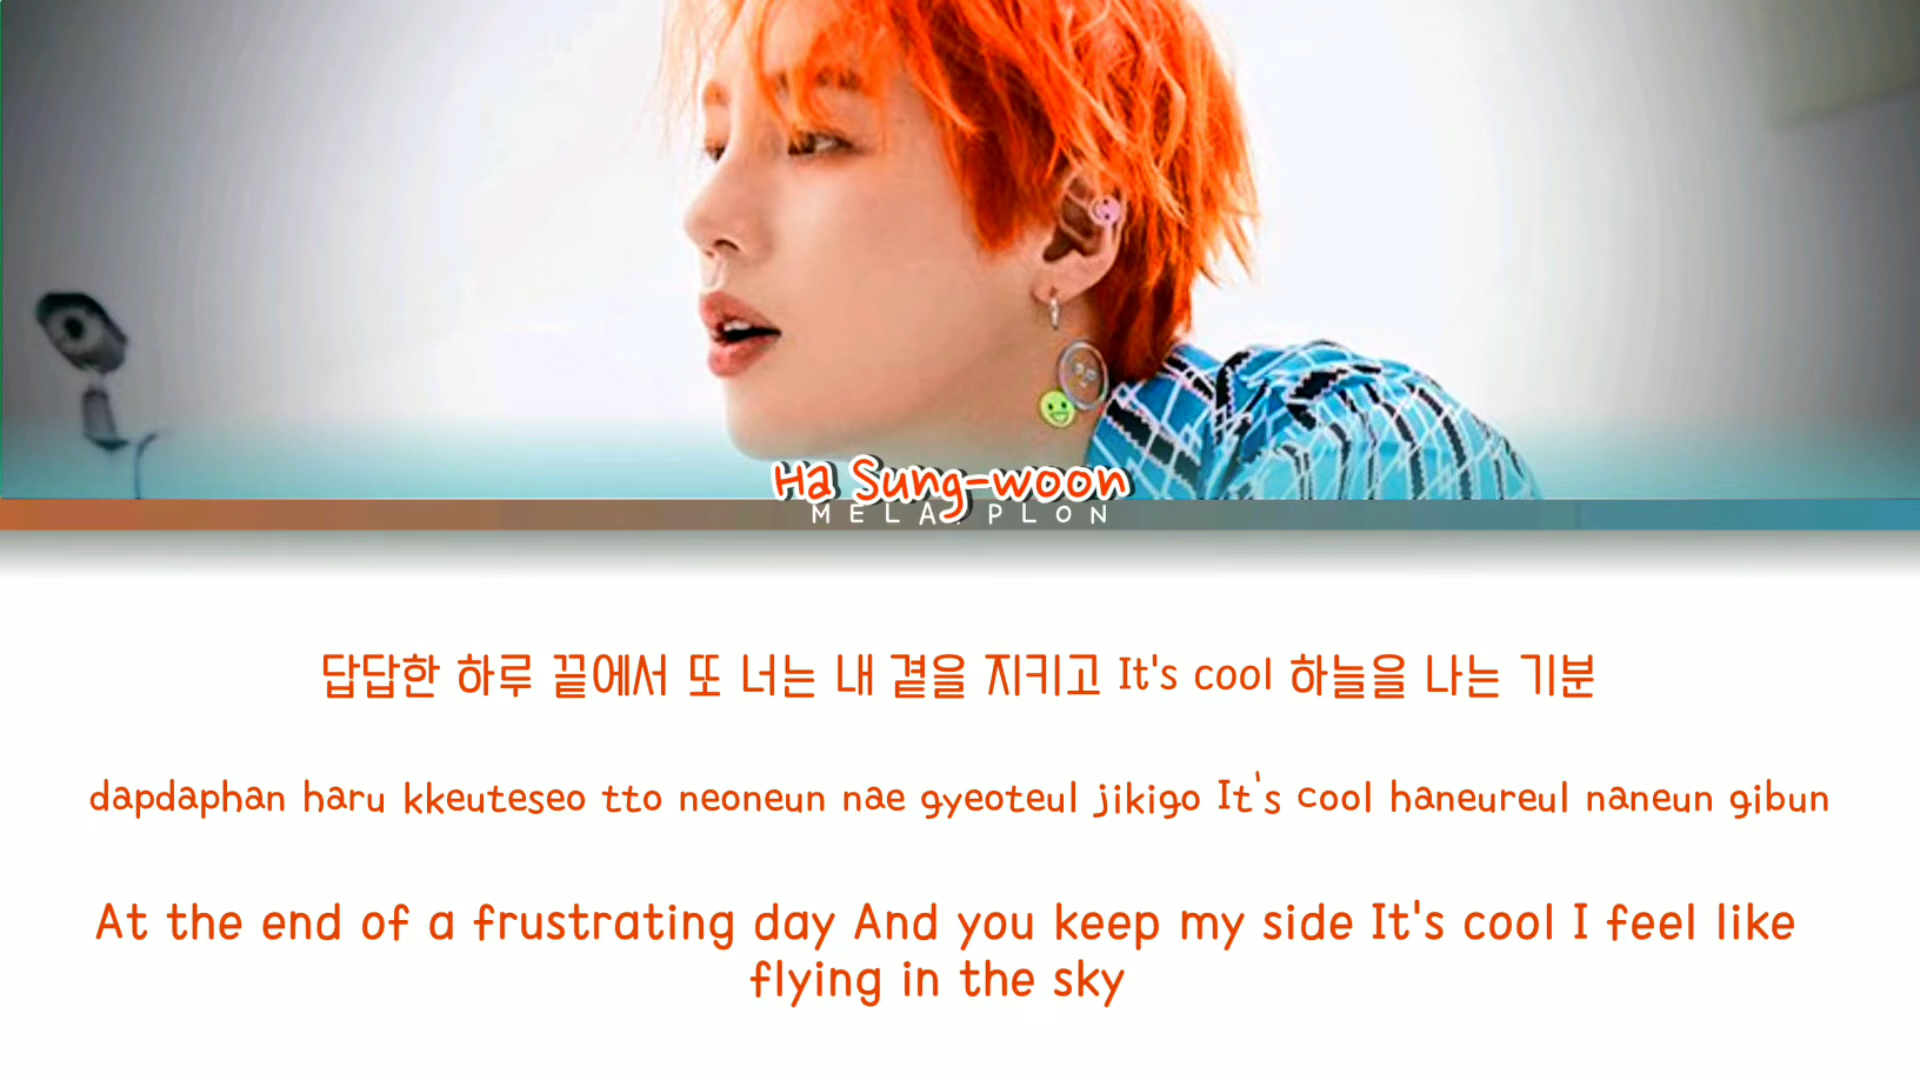 Ha Sung-woon
MELA PLON
답답한 하루 끝에서 또 너는 내 곁을 지키고 It's cool 하늘을 나는 기분
dapdaphan haru kkeuteseo tto neoneun nae gyeoteul jikigo It's cool haneureul naneun gibun
At the end of a frustrating day And you keep my side It's cool I feel like
flying in the sky